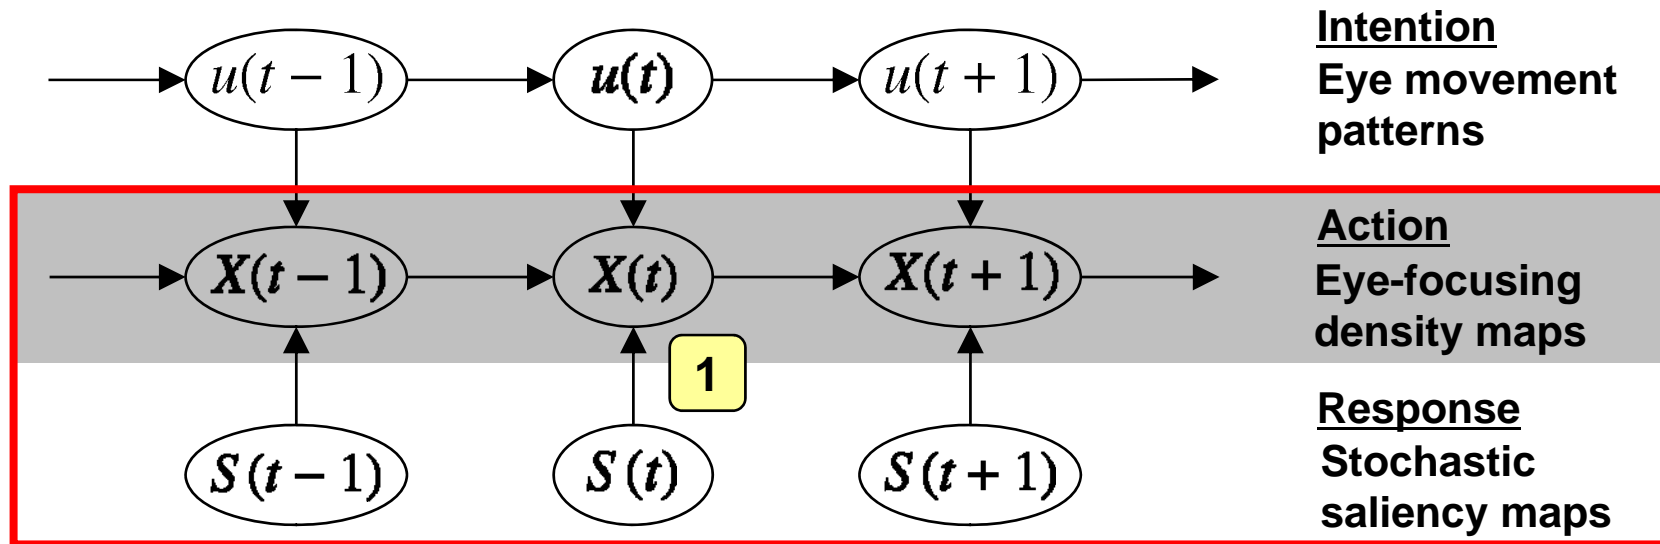 u(t − 1) u(t) u(t + 1)
Intention
Eye movement
patterns
X(t − 1) X(t) X(t + 1)
Action
Eye-focusing
density maps
1
S(t − 1) S(t) S(t + 1)
Response
Stochastic
saliency maps